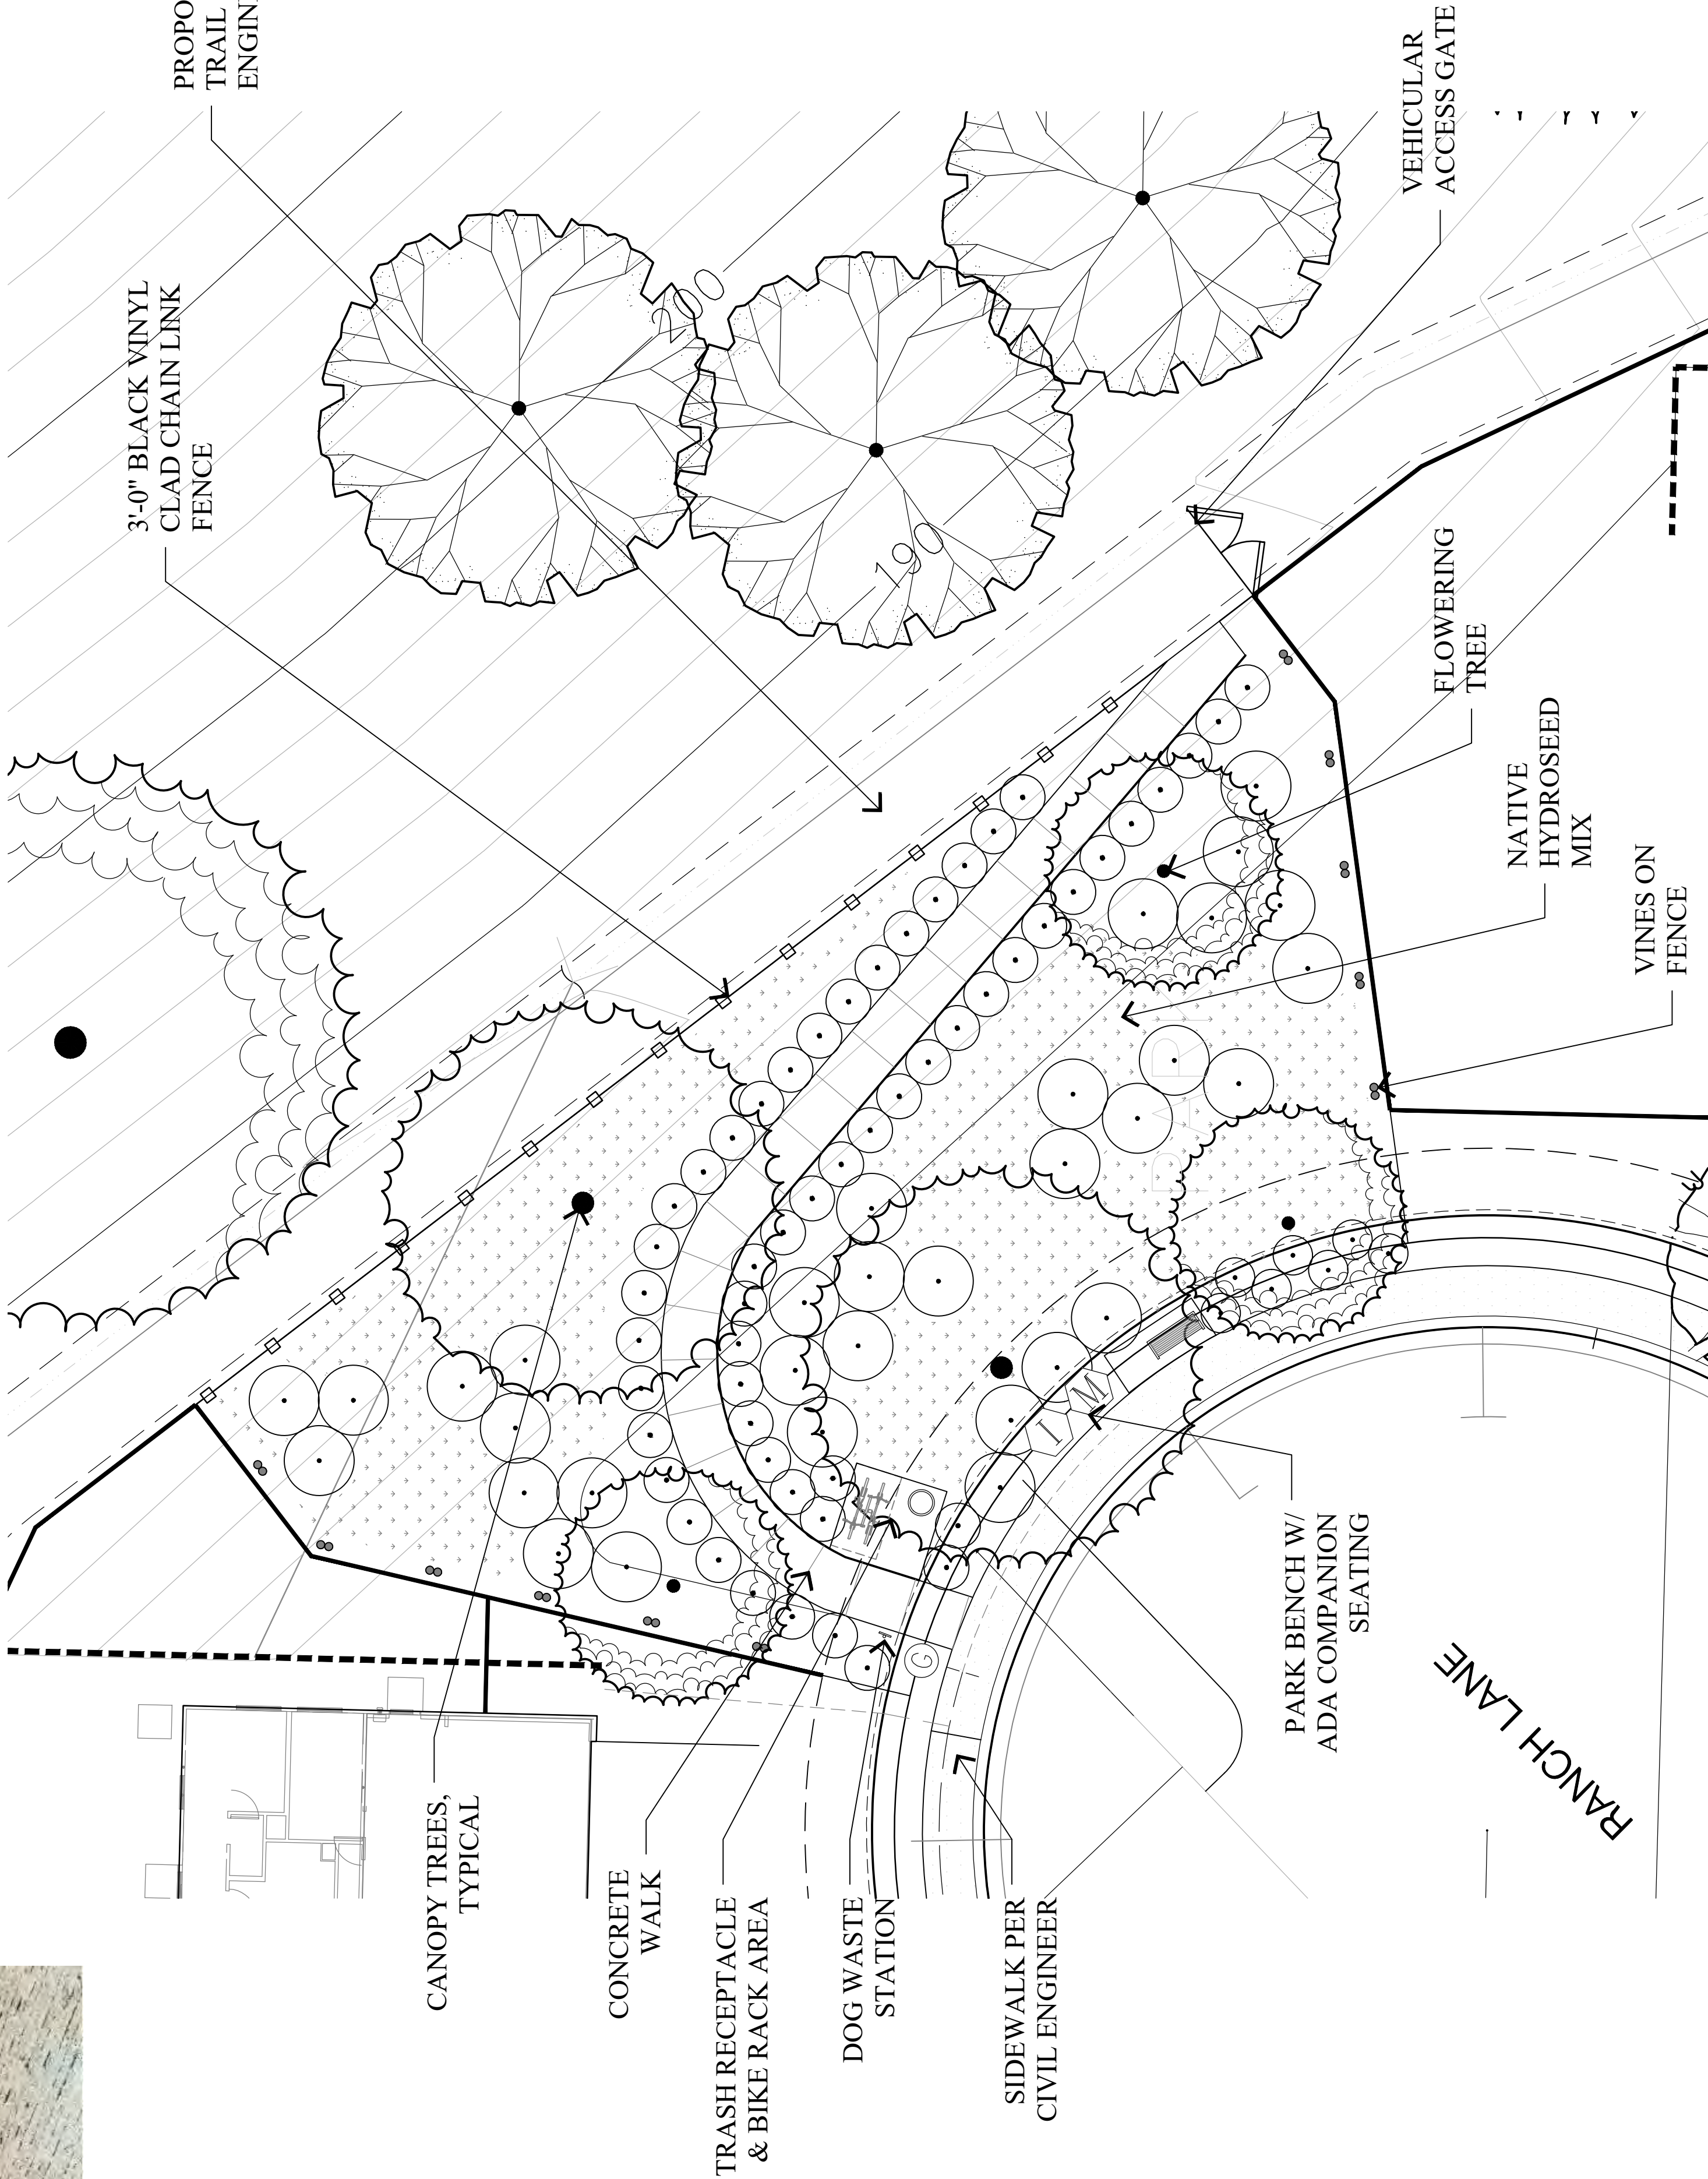 PROPO
TRAIL
ENGIN
3'-0" BLACK VINYL
CLAD CHAIN LINK
FENCE
VEHICULAR
ACCESS GATE
200
190
FLOWERING
TREE
NATIVE
HYDROSEED
MIX
VINES ON
FENCE
PARK BENCH W/
ADA COMPANION
SEATING
RANCH LANE
CANOPY TREES,
TYPICAL
CONCRETE
WALK
TRASH RECEPTACLE
& BIKE RACK AREA
DOG WASTE
STATION
SIDEWALK PER
CIVIL ENGINEER
I
M
G